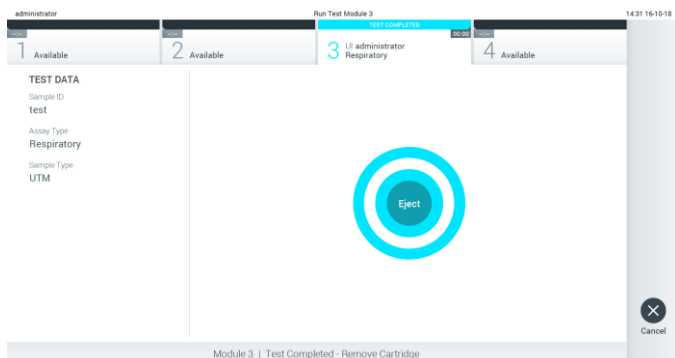 administrator
Run Test Module 3
14:31 16-10-18
TEST COMPLETED
00:00
1 Available
2 Available
3 UI administrator
Respiratory
4 Available
TEST DATA
Sample ID
test
Assay Type
Respiratory
Sample Type
UTM
Eject
Cancel
Module 3 | Test Completed - Remove Cartridge